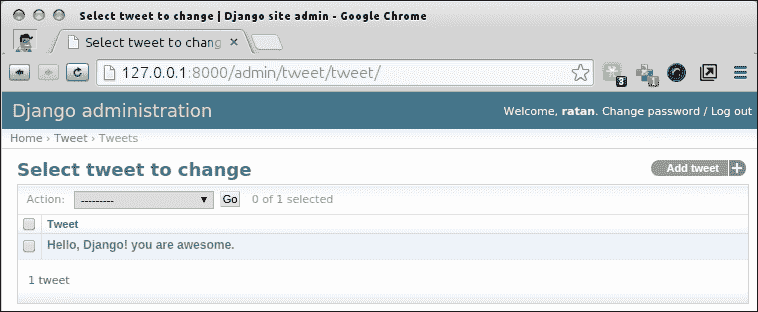 Select tweet to change | Django site admin - Google Chrome
Select tweet to chang
127.0.0.1:8000/admin/tweet/tweet/
3
1
Django administration
Welcome, ratan. Change password / Log out
Home › Tweet › Tweets
Select tweet to change
Add tweet +
Action: --------- Go 0 of 1 selected
Tweet
Hello, Django! you are awesome.
1 tweet